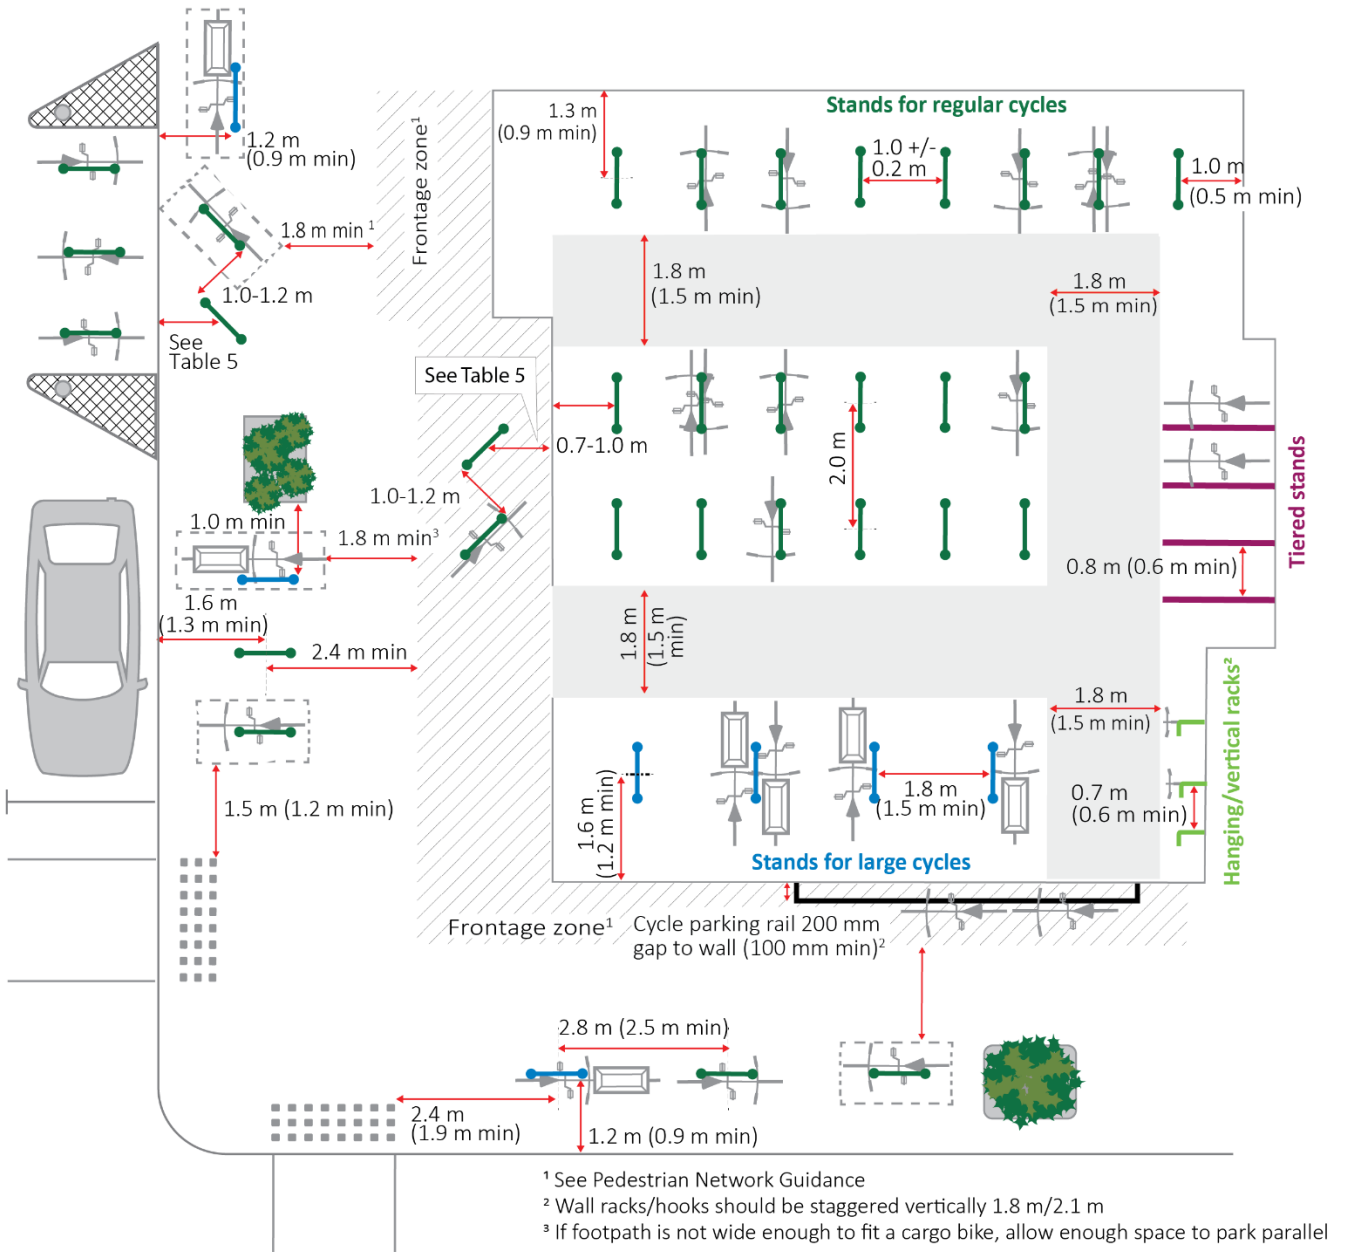 Stands for regular cycles
1.3 m
(0.9 m min)
1.0 +/-
0.2 m
1.0 m
(0.5 m min)
1.2 m
(0.9 m min)
Frontage zone¹
1.8 m min ¹
1.0-1.2 m
See
Table 5
1.8 m
(1.5 m min)
1.8 m
(1.5 m min)
See Table 5
0.7-1.0 m
2.0 m
1.0-1.2 m
1.0 m min
1.8 m min³
Tiered stands
0.8 m (0.6 m min)
1.6 m
(1.3 m min)
2.4 m min
1.8 m
(1.5 m
min)
1.8 m
(1.5 m min)
Hanging/vertical racks²
1.5 m (1.2 m min)
1.6 m
(1.2 m min)
1.8 m
(1.5 m min)
0.7 m
(0.6 m min)
Stands for large cycles
Frontage zone¹
Cycle parking rail 200 mm
gap to wall (100 mm min)²
2.8 m (2.5 m min)
2.4 m
(1.9 m min)
1.2 m (0.9 m min)
¹ See Pedestrian Network Guidance
² Wall racks/hooks should be staggered vertically 1.8 m/2.1 m
³ If footpath is not wide enough to fit a cargo bike, allow enough space to park parallel